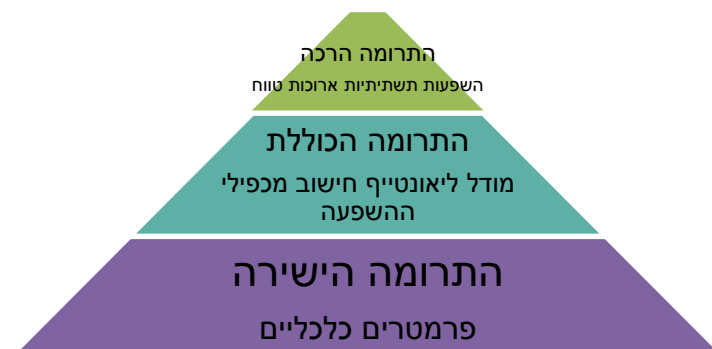 התרומה הרכה
השפעות תשתיתיות ארוכות טווח
התרומה הכוללת
מודל ליאונטייף חישוב מכפילי
ההשפעה
התרומה הישירה
פרמטרים כלכליים